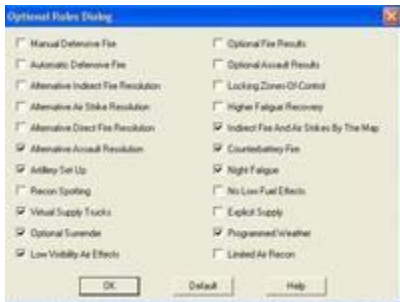 Optional Rules Dialog
Manual Defensive Fire
Automatic Defensive Fire
Alternative Indirect Fire Resolution
Alternative Air Strike Resolution
Alternative Direct Fire Resolution
Alternative Assault Resolution
Artillery Set Up
Recon Spotting
Virtual Supply Trucks
Optional Surrender
Low Visibility Air Effects
Optional Fire Results
Optional Assault Results
Locking Zones-Of-Control
Higher Fatigue Recovery
Indirect Fire And Air Strikes By The Map
Counterbattery Fire
Night Fatigue
No Low Fuel Effects
Explicit Supply
Programmed Weather
Limited Air Recon
OK
Default
Help